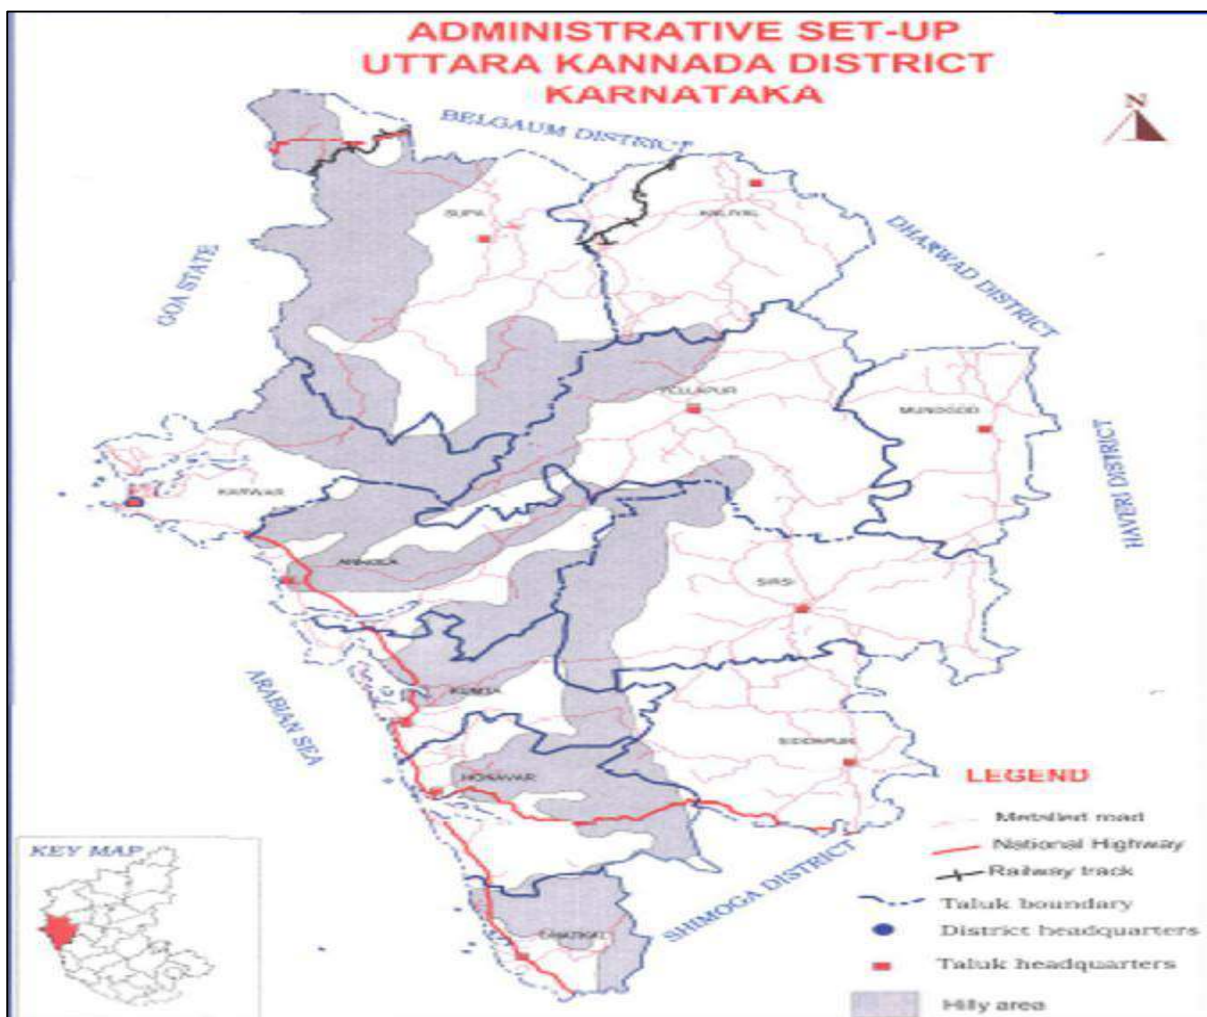 ADMINISTRATIVE SET-UP
UTTARA KANNADA DISTRICT
KARNATAKA
N
BELGAUM DISTRICT
SUPA
DHARWAD DISTRICT
GOA STATE
MUNDGOD
HAVERI DISTRICT
KARWAR
ANKOLA
SIRSI
KUMTA
ARABIAN SEA
SIDDAPUR
HONAVAR
LEGEND
Metalled road
National Highway
Railway track
Taluk boundary
District headquarters
Taluk headquarters
Hilly area
SHIMOGA DISTRICT
KEY MAP